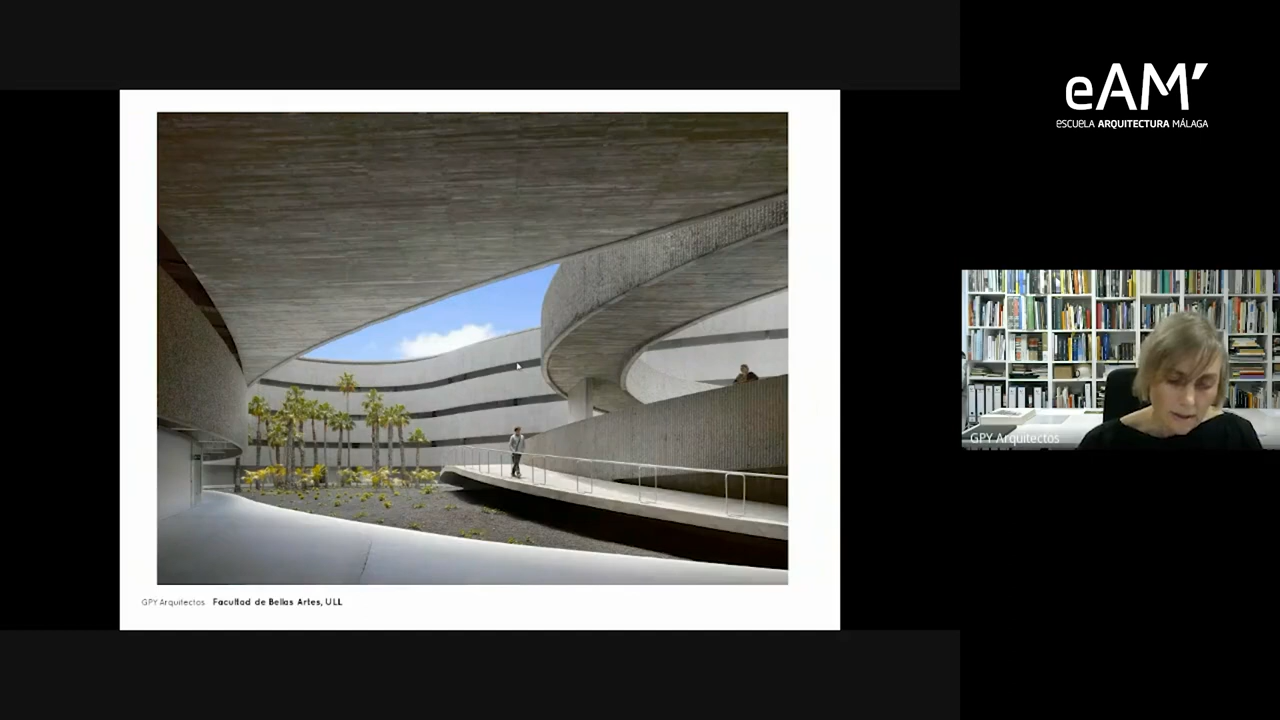 eAM'
ESCUELA ARQUITECTURA MÁLAGA
GPY Arquitectos
GPY Arquitectos Facultad de Bellas Artes, ULL